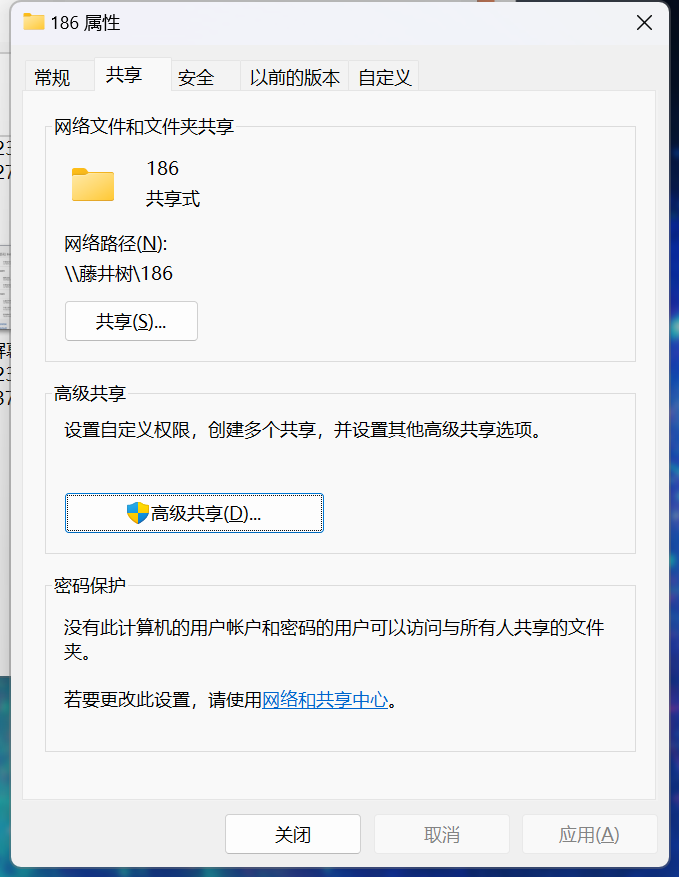 186 属性
常规
共享
安全
以前的版本
自定义
网络文件和文件夹共享
186
共享式
网络路径(N):
\\藤井树\186
共享(S)...
高级共享
设置自定义权限，创建多个共享，并设置其他高级共享选项。
高级共享(D)...
密码保护
没有此计算机的用户帐户和密码的用户可以访问与所有人共享的文件
夹。
若要更改此设置，请使用网络和共享中心。
关闭
取消
应用(A)